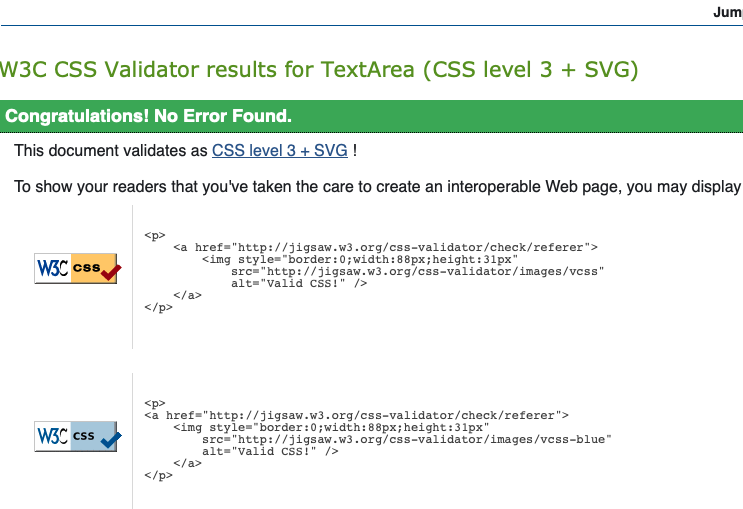 Jum
W3C CSS Validator results for TextArea (CSS level 3 + SVG)
Congratulations! No Error Found.
This document validates as CSS level 3 + SVG !
To show your readers that you've taken the care to create an interoperable Web page, you may display
<p>
<a href="http://jigsaw.w3.org/css-validator/check/referer">
<img style="border:0;width:88px;height:31px"
W3C css
src="http://jigsaw.w3.org/css-validator/images/vcss"
alt="Valid CSS!" />
</a>
</p>
<p>
<a href="http://jigsaw.w3.org/css-validator/check/referer">
<img style="border:0;width:88px;height:31px"
W3C css
src="http://jigsaw.w3.org/css-validator/images/vcss-blue"
alt="Valid CSS!" />
</a>
</p>